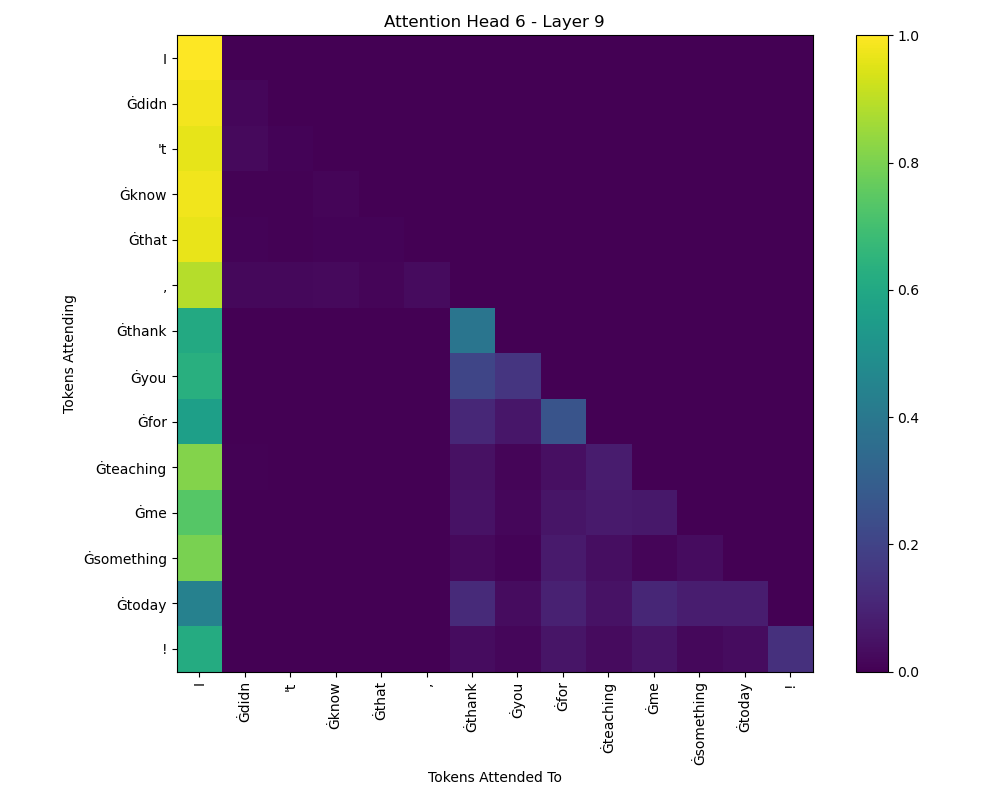 Attention Head 6 - Layer 9
Tokens Attending
I
Ġdidn
't
Ġknow
Ġthat
,
Ġthank
Ġyou
Ġfor
Ġteaching
Ġme
Ġsomething
Ġtoday
!
I
Ġdidn
't
Ġknow
Ġthat
,
Ġthank
Ġyou
Ġfor
Ġteaching
Ġme
Ġsomething
Ġtoday
!
Tokens Attended To
1.0
0.8
0.6
0.4
0.2
0.0